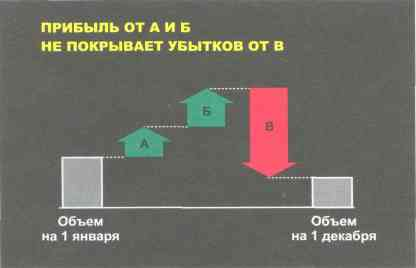 ПРИБЫЛЬ ОТ А И Б
НЕ ПОКРЫВАЕТ УБЫТКОВ ОТ В
Б
В
А
Объем
на 1 января
Объем
на 1 декабря